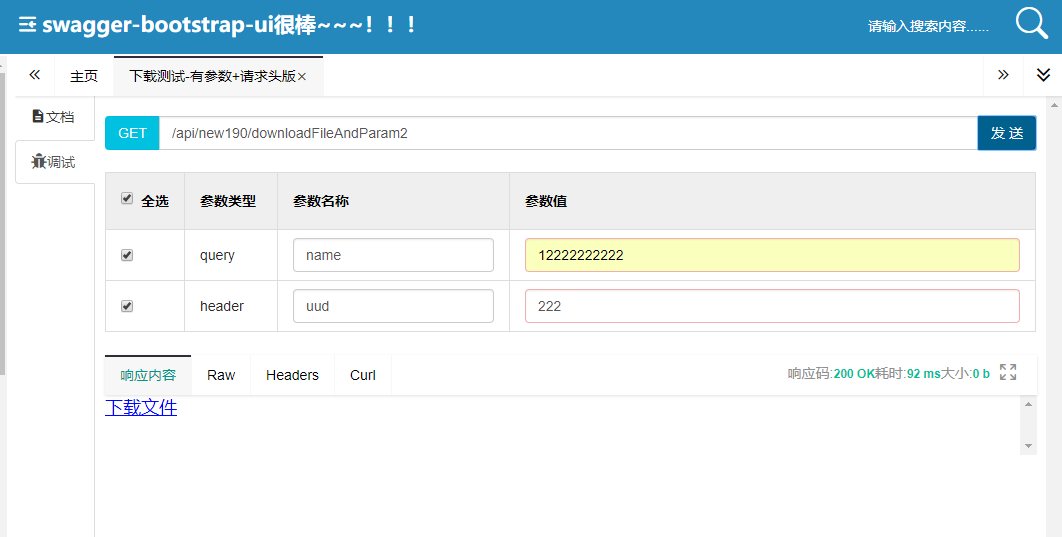 swagger-bootstrap-ui很棒~~~！！！
请输入搜索内容......
主页
下载测试-有参数+请求头版×
文档
调试
GET /api/new190/downloadFileAndParam2 发 送
全选 参数类型 参数名称 参数值
query name 12222222222
header uud 222
响应内容 Raw Headers Curl 响应码:200 OK耗时:92 ms大小:0 b
下载文件